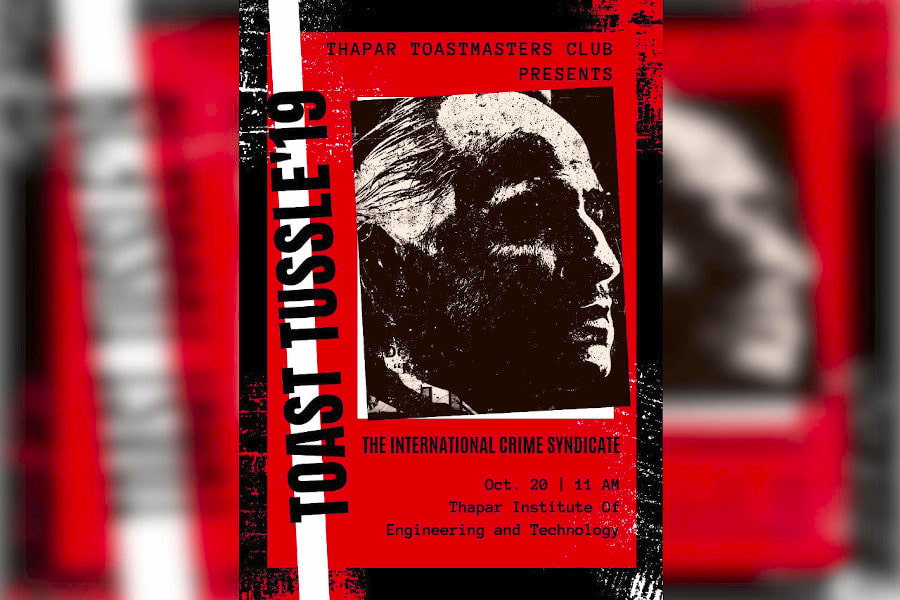 THAPAR TOASTMASTERS CLUB
PRESENTS
TOAST TUSSLE'19
THE INTERNATIONAL CRIME SYNDICATE
Oct. 20 | 11 AM
Thapar Institute Of
Engineering and Technology